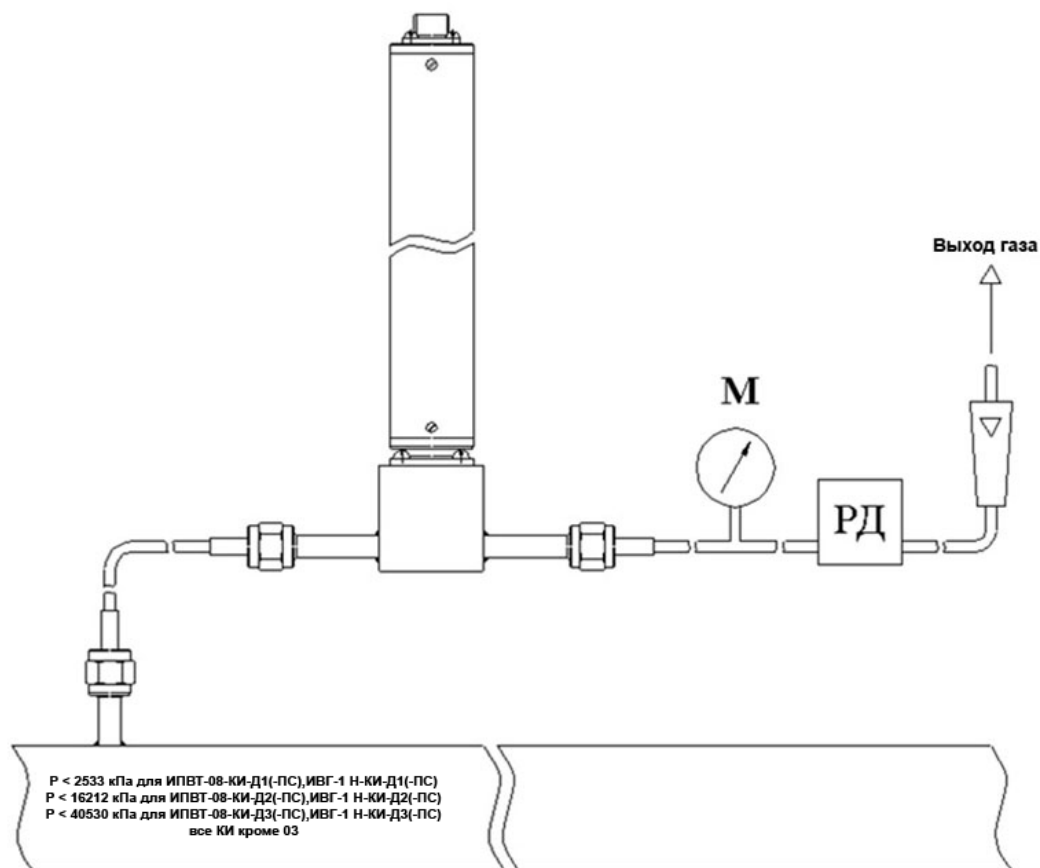 Выход газа
М
РД
P < 2533 кПа для ИПВТ-08-КИ-Д1(-ПС),ИВГ-1 Н-КИ-Д1(-ПС)
P < 16212 кПа для ИПВТ-08-КИ-Д2(-ПС),ИВГ-1 Н-КИ-Д2(-ПС)
P < 40530 кПа для ИПВТ-08-КИ-Д3(-ПС),ИВГ-1 Н-КИ-Д3(-ПС)
все КИ кроме 03